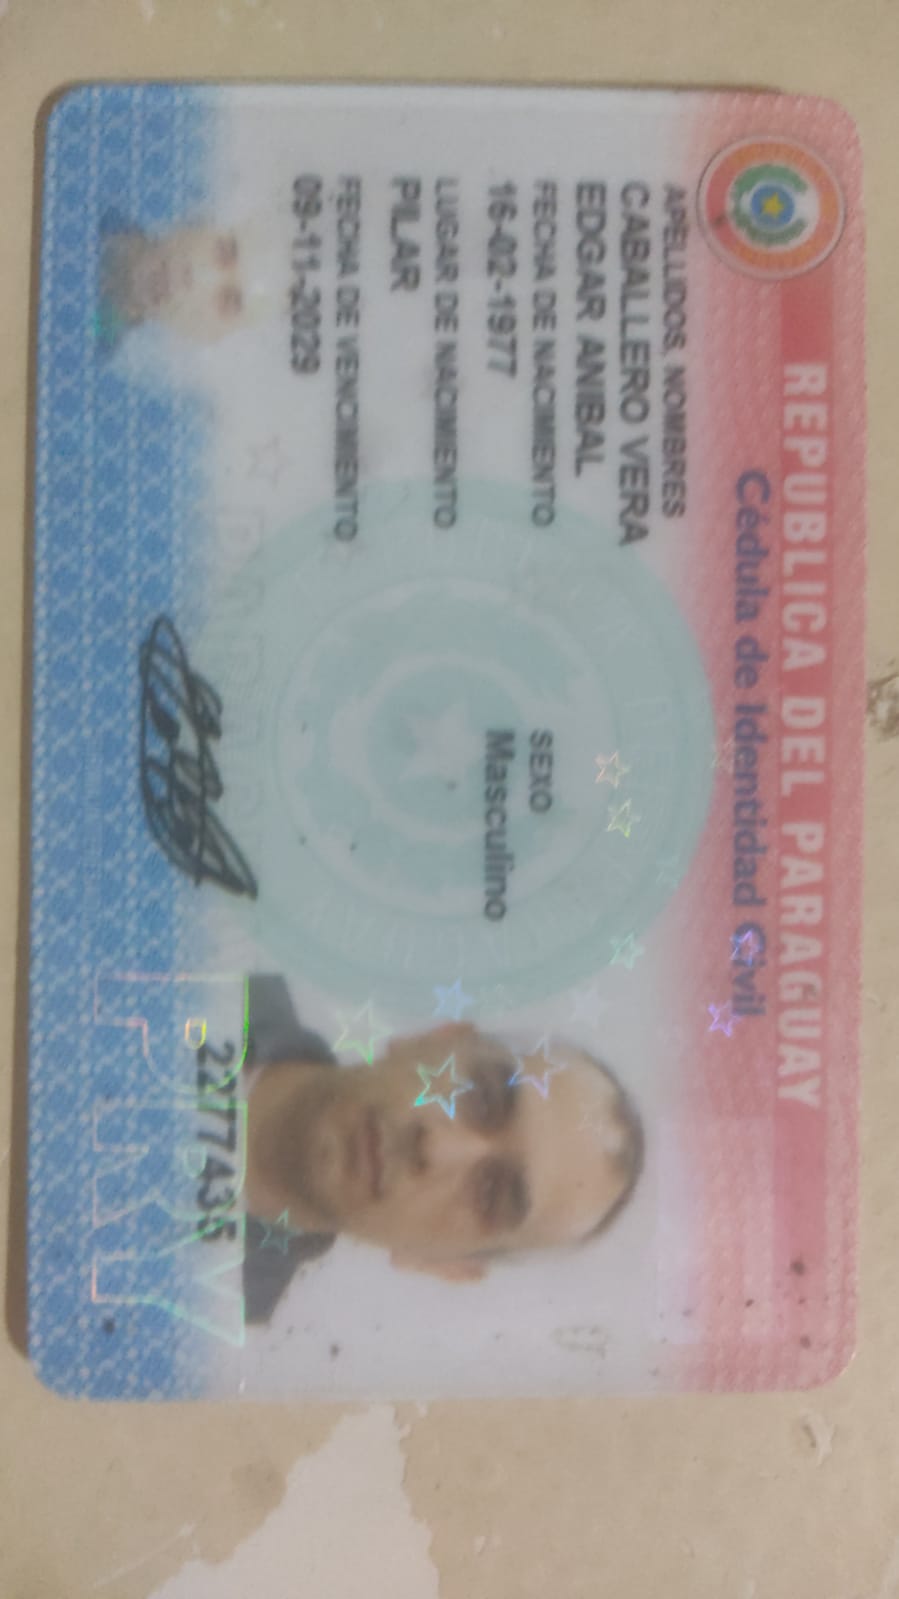 REPUBLICA DEL PARAGUAY
Cédula de Identidad Civil
APELLIDOS, NOMBRES
CABALLERO VERA
EDGAR ANIBAL
FECHA DE NACIMIENTO
16-02-1977
SEXO
Masculino
LUGAR DE NACIMIENTO
PILAR
FECHA DE VENCIMIENTO
09-11-2029
PRY